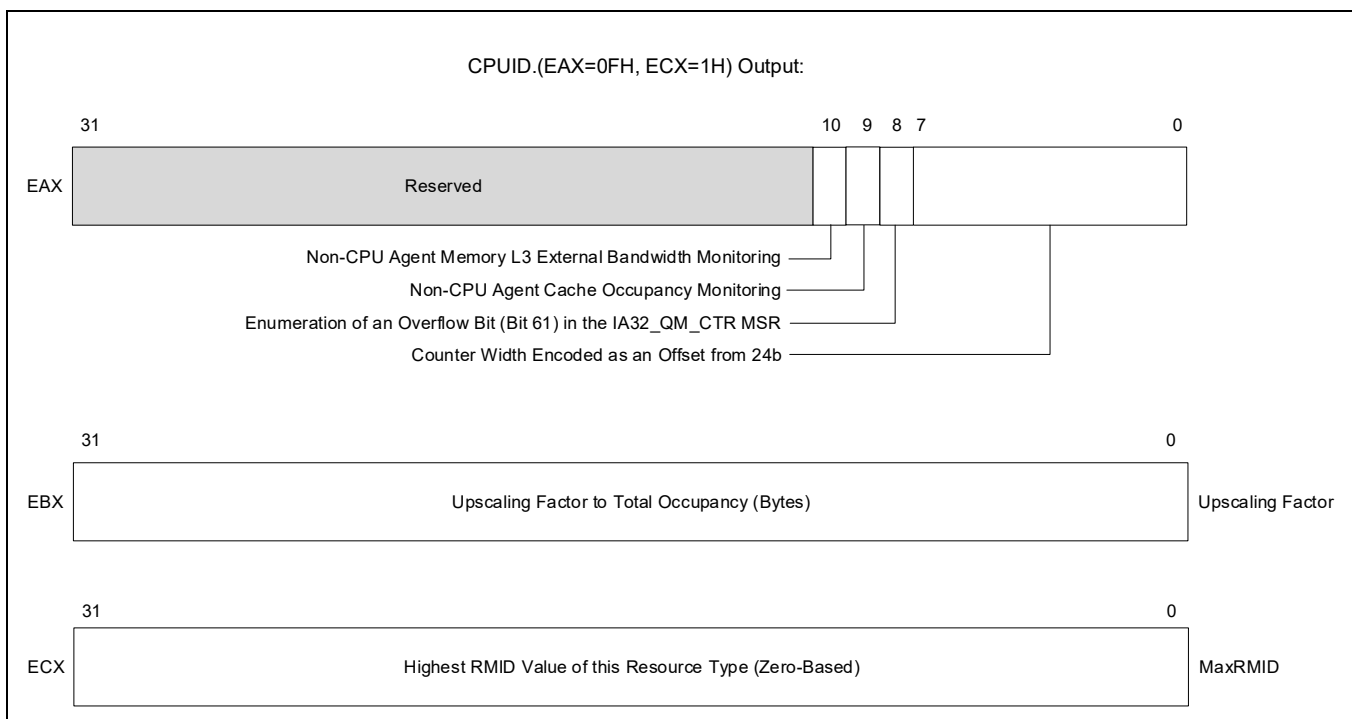 CPUID.(EAX=0FH, ECX=1H) Output:
31 10 9 8 7 0
EAX Reserved
Non-CPU Agent Memory L3 External Bandwidth Monitoring
Non-CPU Agent Cache Occupancy Monitoring
Enumeration of an Overflow Bit (Bit 61) in the IA32_QM_CTR MSR
Counter Width Encoded as an Offset from 24b
31 0
EBX Upscaling Factor to Total Occupancy (Bytes) Upscaling Factor
31 0
ECX Highest RMID Value of this Resource Type (Zero-Based) MaxRMID